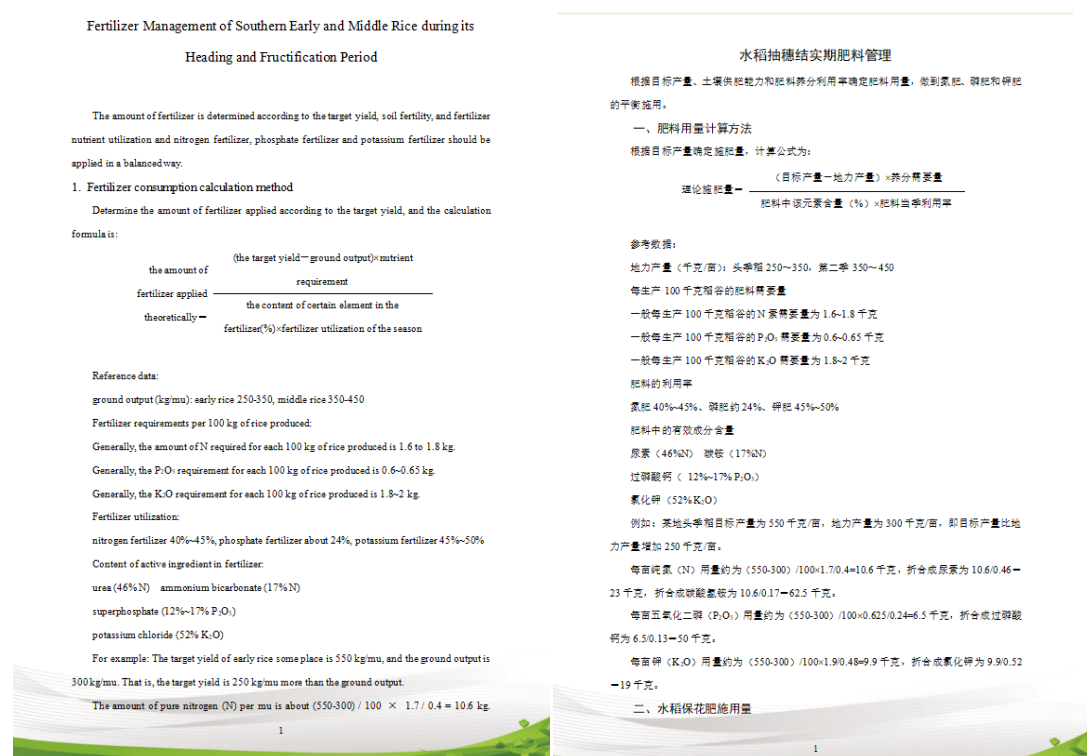 Fertilizer Management of Southern Early and Middle Rice during its
Heading and Fructification Period
The amount of fertilizer is determined according to the target yield, soil fertility, and fertilizer
nutrient utilization and nitrogen fertilizer, phosphate fertilizer and potassium fertilizer should be
applied in a balanced way.
1. Fertilizer consumption calculation method
Determine the amount of fertilizer applied according to the target yield, and the calculation
formula is:
the amount of
fertilizer applied
theoretically＝
(the target yield－ground output)×nutrient
requirement
the content of certain element in the
fertilizer(%)×fertilizer utilization of the season
Reference data:
ground output (kg/mu): early rice 250-350, middle rice 350-450
Fertilizer requirements per 100 kg of rice produced:
Generally, the amount of N required for each 100 kg of rice produced is 1.6 to 1.8 kg.
Generally, the P₂O₅ requirement for each 100 kg of rice produced is 0.6~0.65 kg.
Generally, the K₂O requirement for each 100 kg of rice produced is 1.8~2 kg.
Fertilizer utilization:
nitrogen fertilizer 40%~45%, phosphate fertilizer about 24%, potassium fertilizer 45%~50%
Content of active ingredient in fertilizer:
urea (46% N) ammonium bicarbonate (17% N)
superphosphate (12%~17% P₂O₅)
potassium chloride (52% K₂O)
For example: The target yield of early rice some place is 550 kg/mu, and the ground output is
300 kg/mu. That is, the target yield is 250 kg/mu more than the ground output.
The amount of pure nitrogen (N) per mu is about (550-300) / 100 × 1.7 / 0.4 = 10.6 kg.
1
水稻抽穗结实期肥料管理
根据目标产量、土壤供肥能力和肥料养分利用率确定肥料用量，做到氮肥、磷肥和钾肥
的平衡施用。
一、肥料用量计算方法
根据目标产量确定施肥量，计算公式为：
理论施肥量＝
（目标产量－地力产量）×养分需要量
肥料中该元素含量（%）×肥料当季利用率
参考数据：
地力产量（千克/亩）：头季稻 250～350，第二季 350～450
每生产 100 千克稻谷的肥料需要量
一般每生产 100 千克稻谷的 N 素需要量为 1.6~1.8 千克
一般每生产 100 千克稻谷的 P₂O₅ 需要量为 0.6~0.65 千克
一般每生产 100 千克稻谷的 K₂O 需要量为 1.8~2 千克
肥料的利用率
氮肥 40%~45%、磷肥约 24%、钾肥 45%~50%
肥料中的有效成分含量
尿素（46%N） 碳铵（17%N）
过磷酸钙（ 12%~17% P₂O₅）
氯化钾（52% K₂O）
例如：某地头季稻目标产量为 550 千克/亩，地力产量为 300 千克/亩，即目标产量比地
力产量增加 250 千克/亩。
每亩纯氮（N）用量约为（550-300）/100×1.7/0.4=10.6 千克，折合成尿素为 10.6/0.46＝
23 千克，折合成碳酸氢铵为 10.6/0.17＝62.5 千克。
每亩五氧化二磷（P₂O₅）用量约为（550-300）/100×0.625/0.24=6.5 千克，折合成过磷酸
钙为 6.5/0.13＝50 千克。
每亩钾（K₂O）用量约为（550-300）/100×1.9/0.48=9.9 千克，折合成氯化钾为 9.9/0.52
＝19 千克。
二、水稻保花肥施用量
1